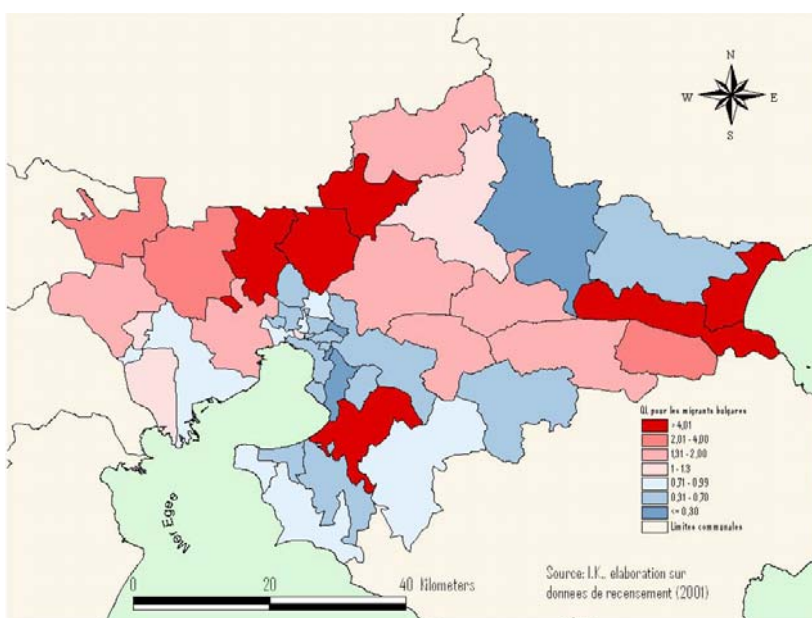 N
W E
S
QL pour les migrants bulgares
> 4,01
2,01 - 4,00
1,31 - 2,00
1 - 1.3
0,71 - 0,99
0,31 - 0,70
<= 0,30
Limites communales
Mer Egee
0 20 40 Kilometers
Source: I.K., elaboration sur
donnees de recensement (2001)